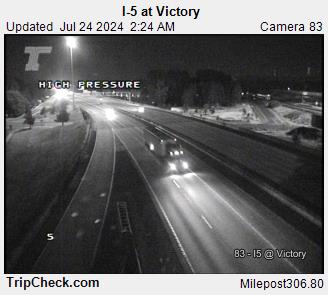 I-5 at Victory
Updated Jul 24 2024 2:24 AM Camera 83
T
HIGH PRESSURE
S
83 - I5 @ Victory
TripCheck.com Milepost306.80